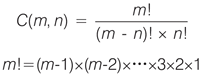 C(m, n) = m! / (m - n)! × n!
m!=(m-1)×(m-2)×⋯×3×2×1